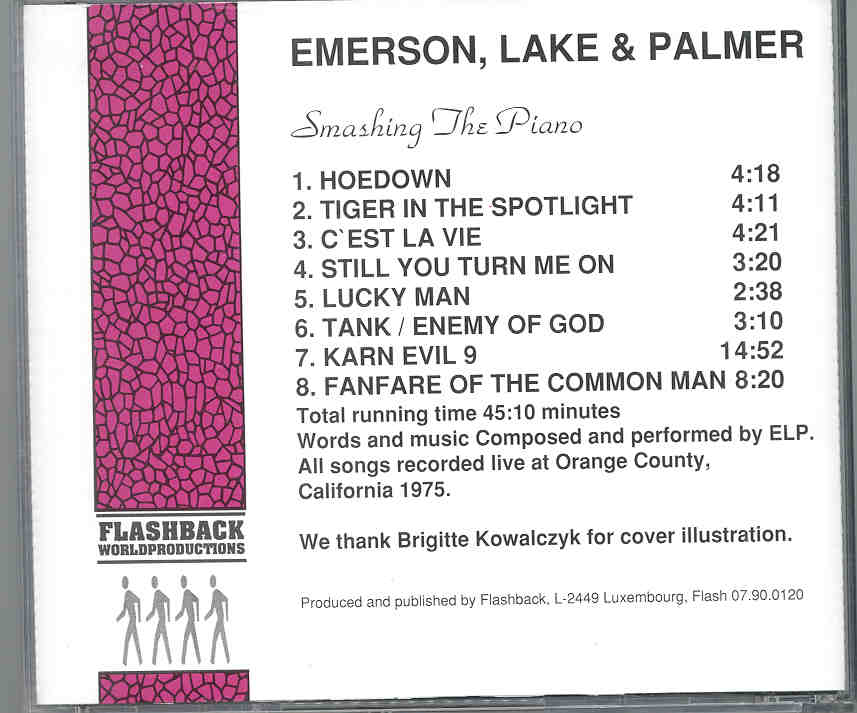 EMERSON, LAKE & PALMER
Smashing The Piano
1. HOEDOWN 4:18
2. TIGER IN THE SPOTLIGHT 4:11
3. C`EST LA VIE 4:21
4. STILL YOU TURN ME ON 3:20
5. LUCKY MAN 2:38
6. TANK / ENEMY OF GOD 3:10
7. KARN EVIL 9 14:52
8. FANFARE OF THE COMMON MAN 8:20
Total running time 45:10 minutes
Words and music Composed and performed by ELP.
All songs recorded live at Orange County,
California 1975.
We thank Brigitte Kowalczyk for cover illustration.
Produced and published by Flashback, L-2449 Luxembourg, Flash 07.90.0120
FLASHBACK
WORLDPRODUCTIONS